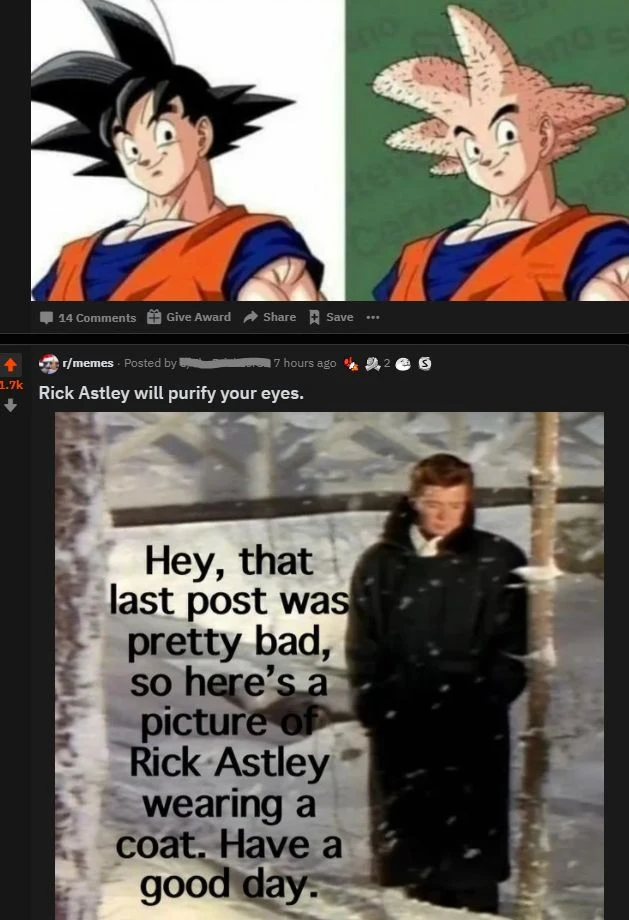 14 Comments Give Award Share Save
r/memes · Posted by 7 hours ago 2 S
1.7k
Rick Astley will purify your eyes.
Hey, that
last post was
pretty bad,
so here's a
picture of
Rick Astley
wearing a
coat. Have a
good day.